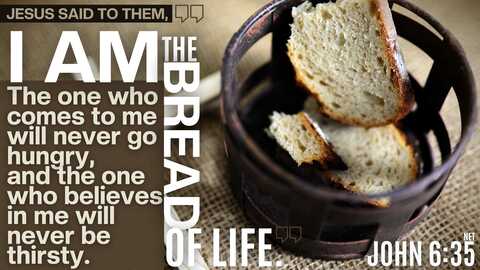 JESUS SAID TO THEM,
I AM
THE
BREAD
OF LIFE.
The one who
comes to me
will never go
hungry,
and the one
who believes
in me will
never be
thirsty.
NET
JOHN 6:35